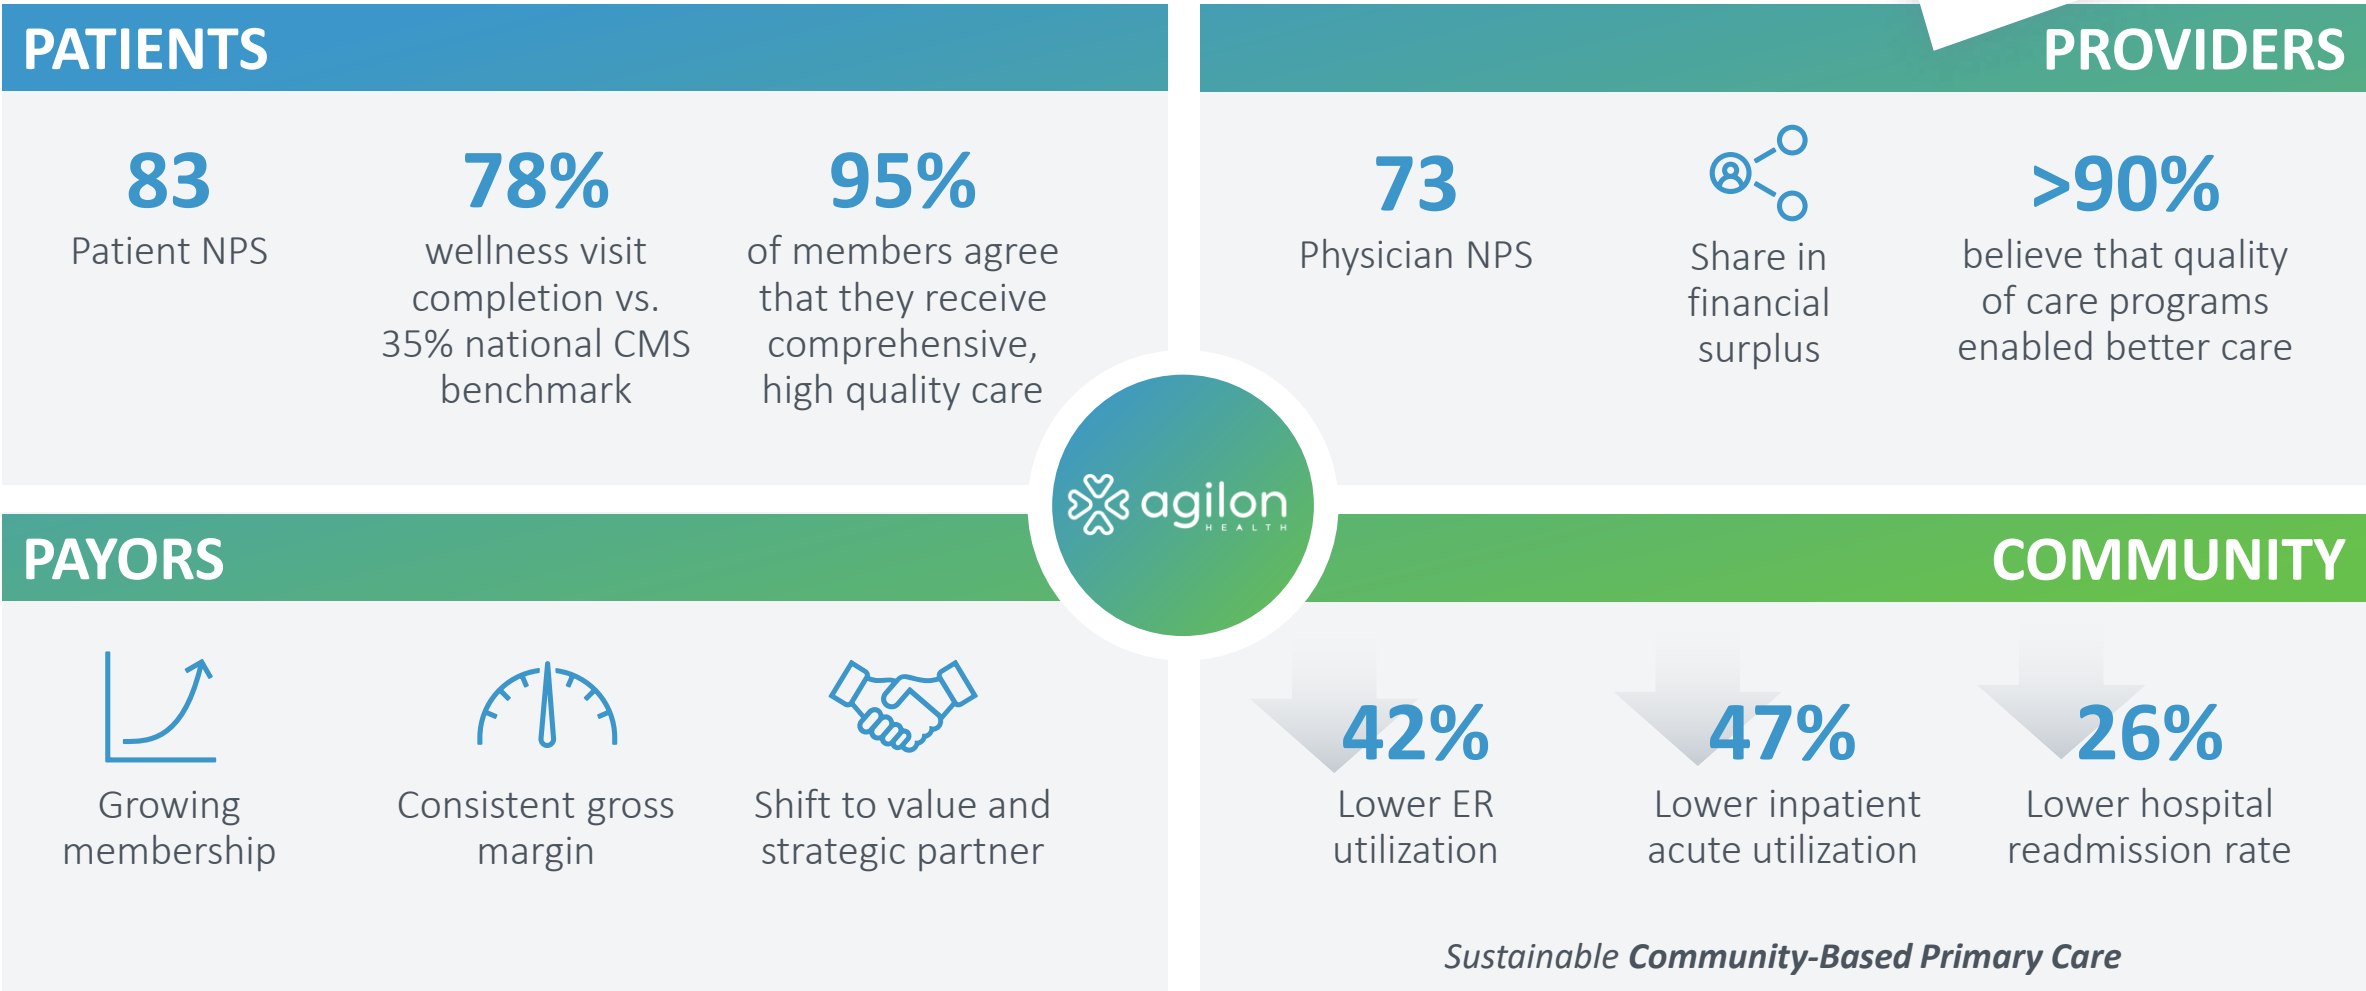 PATIENTS
83
Patient NPS
78%
wellness visit
completion vs.
35% national CMS
benchmark
95%
of members agree
that they receive
comprehensive,
high quality care
PROVIDERS
73
Physician NPS
Share in
financial
surplus
>90%
believe that quality
of care programs
enabled better care
agilon
HEALTH
PAYORS
Growing
membership
Consistent gross
margin
Shift to value and
strategic partner
COMMUNITY
42%
Lower ER
utilization
47%
Lower inpatient
acute utilization
26%
Lower hospital
readmission rate
Sustainable Community-Based Primary Care